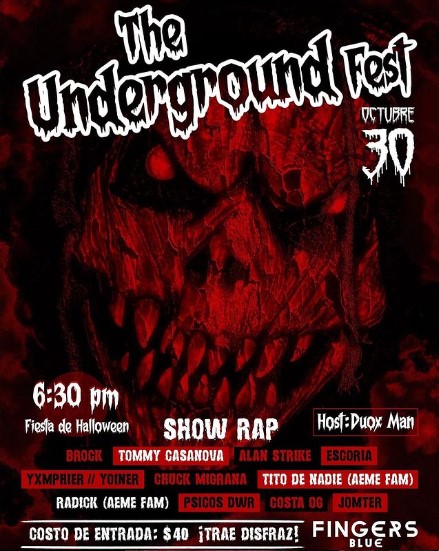 The
Underground Fest
OCTUBRE
30
6:30 pm
Fiesta de Halloween
SHOW RAP
Host:Duox Man
BROCK TOMMY CASANOVA ALAN STRIKE ESCORIA
YXMPHIER // YOINER CHUCK MIGRANA TITO DE NADIE (AEME FAM)
RADICK (AEME FAM) PSICOS DWR COSTA OG JOMTER
COSTO DE ENTRADA: $40 ¡TRAE DISFRAZ!
FINGERS
BLUE